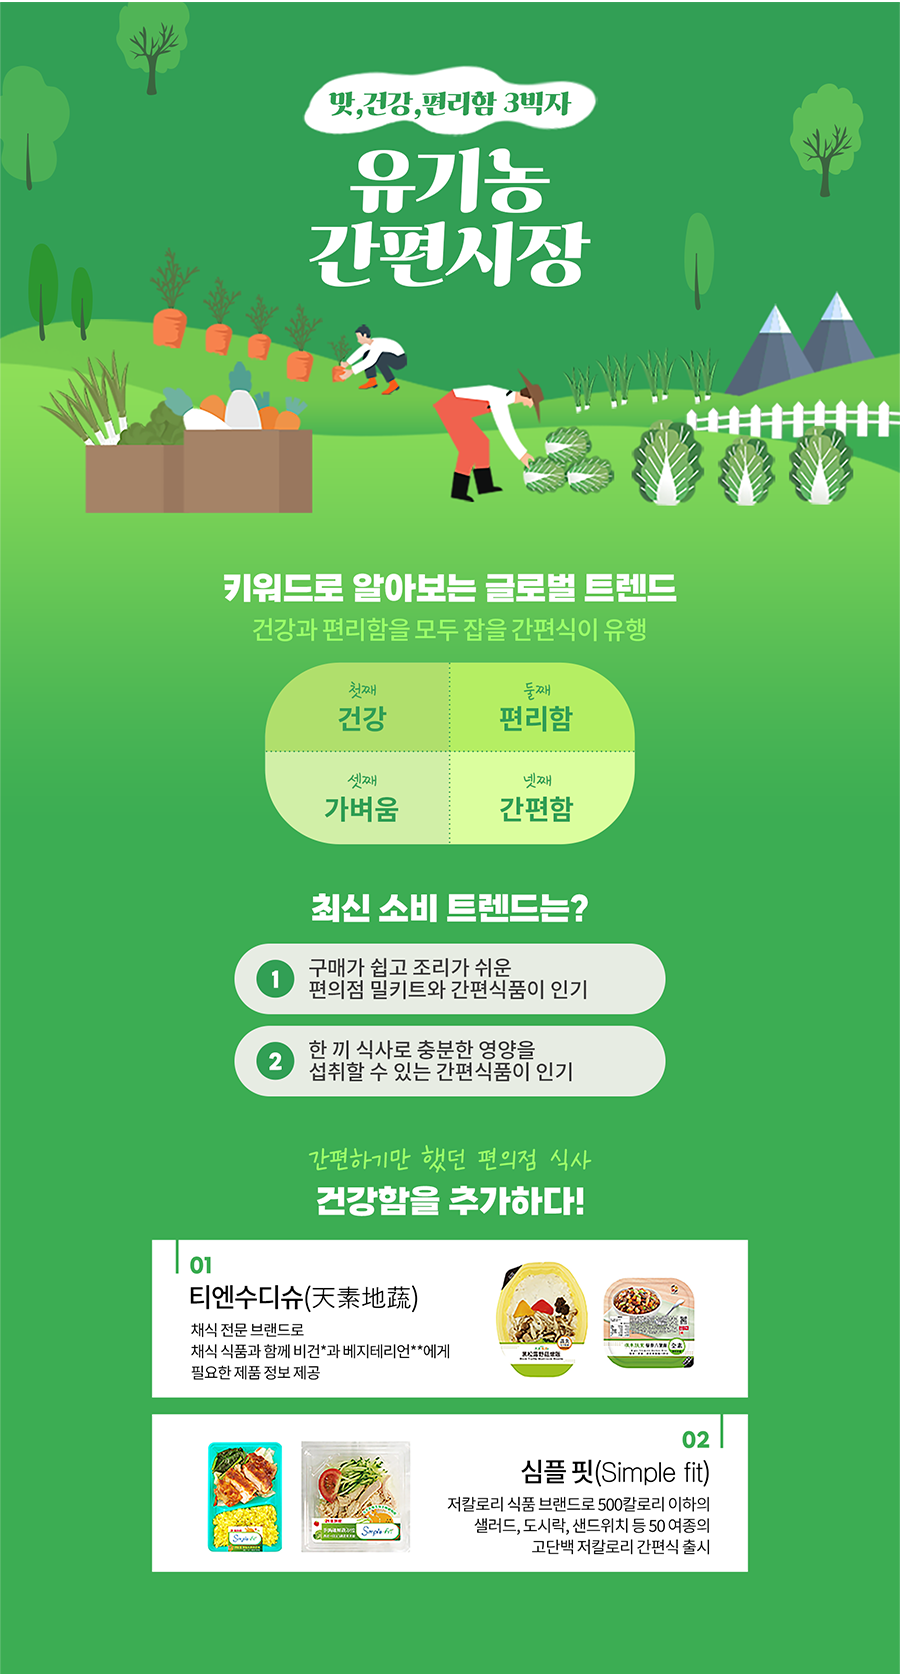 맛,건강,편리함 3빅자
유기농
간편시장
키워드로 알아보는 글로벌 트렌드
건강과 편리함을 모두 잡을 간편식이 유행
첫째
건강
둘째
편리함
셋째
가벼움
넷째
간편함
최신 소비 트렌드는?
1
구매가 쉽고 조리가 쉬운
편의점 밀키트와 간편식품이 인기
2
한 끼 식사로 충분한 영양을
섭취할 수 있는 간편식품이 인기
간편하기만 했던 편의점 식사
건강함을 추가하다!
01
티엔수디슈(天素地蔬)
채식 전문 브랜드로
채식 식품과 함께 비건*과 베지테리언**에게
필요한 제품 정보 제공
02
심플 핏(Simple fit)
저칼로리 식품 브랜드로 500칼로리 이하의
샐러드, 도시락, 샌드위치 등 50 여종의
고단백 저칼로리 간편식 출시
Simple fit
Simple fit